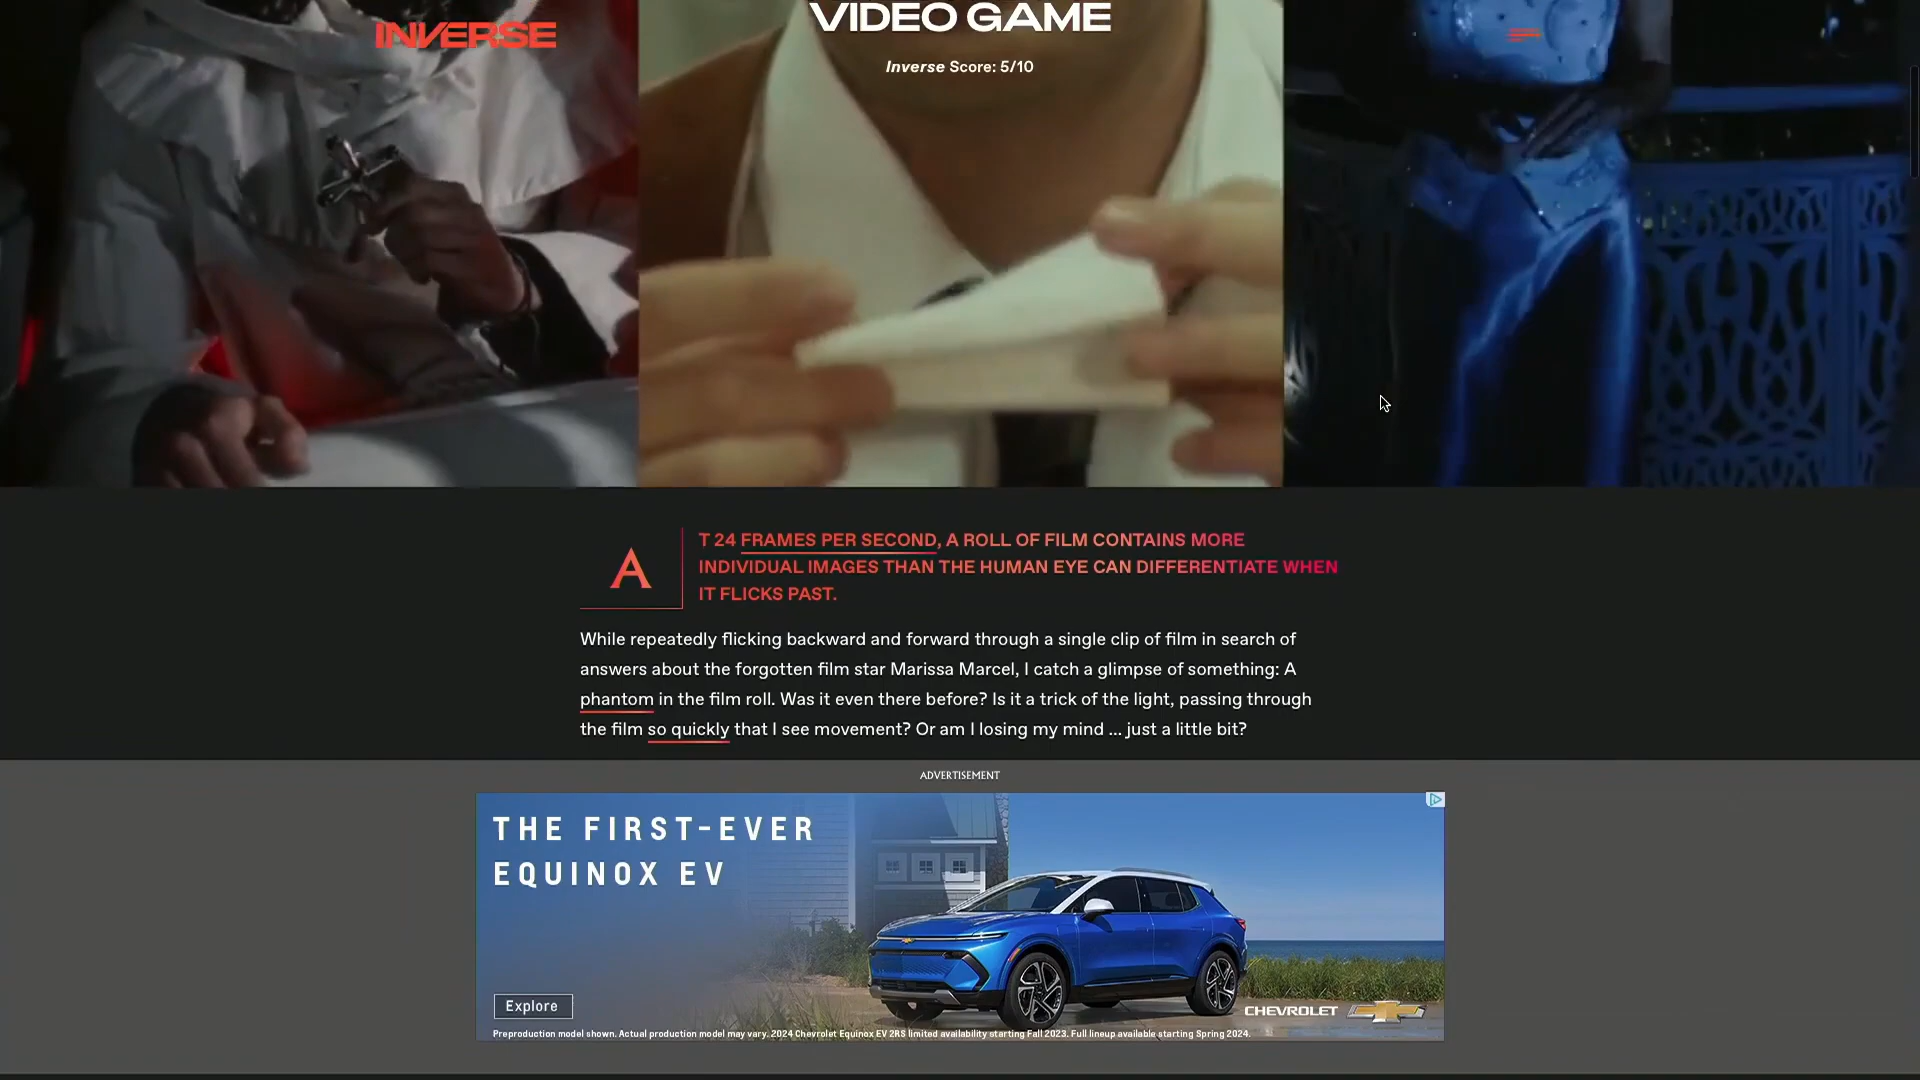 INVERSE
VIDEO GAME
Inverse Score: 5/10
AT 24 FRAMES PER SECOND, A ROLL OF FILM CONTAINS MORE
INDIVIDUAL IMAGES THAN THE HUMAN EYE CAN DIFFERENTIATE WHEN
IT FLICKS PAST.
While repeatedly flicking backward and forward through a single clip of film in search of
answers about the forgotten film star Marissa Marcel, I catch a glimpse of something: A
phantom in the film roll. Was it even there before? Is it a trick of the light, passing through
the film so quickly that I see movement? Or am I losing my mind ... just a little bit?
ADVERTISEMENT
THE FIRST-EVER
EQUINOX EV
Explore
CHEVROLET
Preproduction model shown. Actual production model may vary. 2024 Chevrolet Equinox EV 2RS limited availability starting Fall 2023. Full lineup available starting Spring 2024.